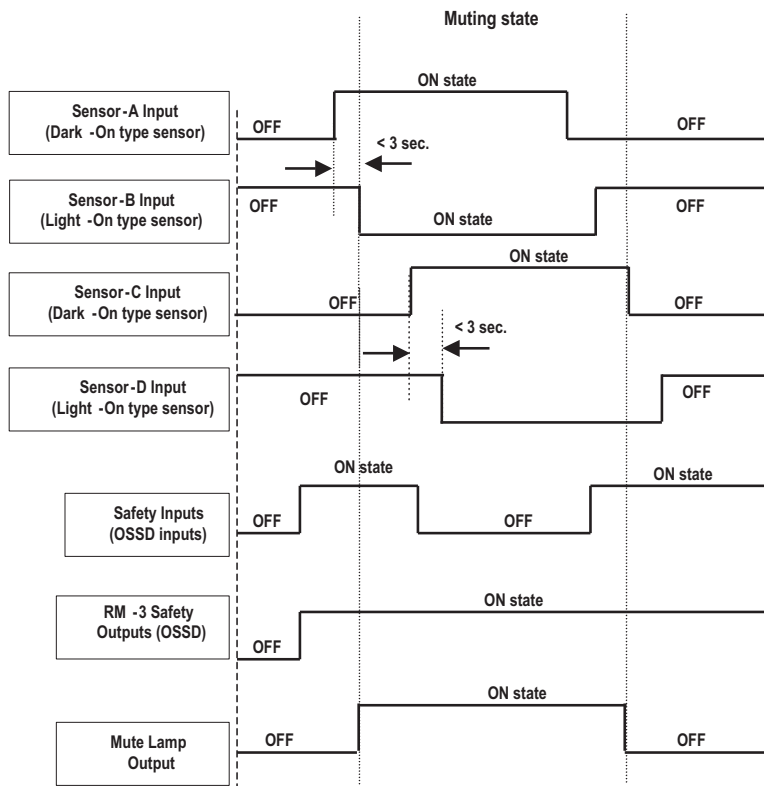 Muting state
ON state
Sensor-A Input
(Dark -On type sensor)
OFF
OFF
< 3 sec.
Sensor-B Input
(Light -On type sensor)
OFF
OFF
ON state
ON state
Sensor-C Input
(Dark -On type sensor)
OFF
OFF
< 3 sec.
Sensor-D Input
(Light -On type sensor)
OFF
OFF
ON state
ON state
Safety Inputs
(OSSD inputs)
OFF
OFF
ON state
RM -3 Safety
Outputs (OSSD)
OFF
ON state
Mute Lamp
Output
OFF
OFF